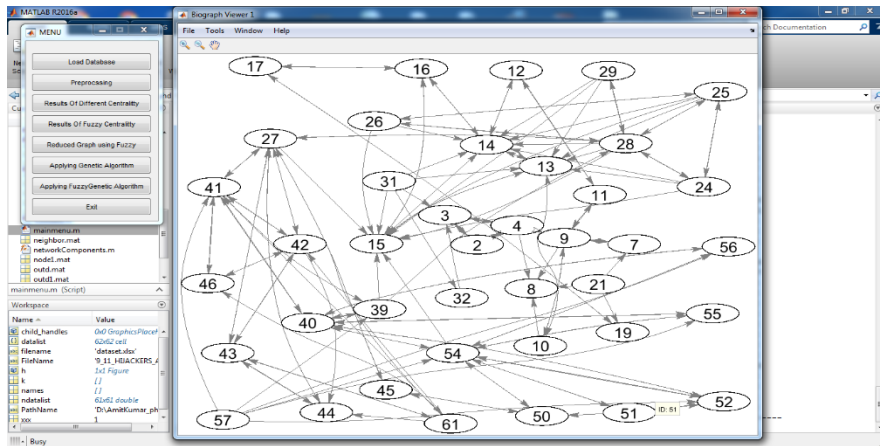 MATLAB R2016a
MENU
Load Database
Preprocssing
Results Of Different Centrality
Results Of Fuzzy Centrality
Reduced Graph using Fuzzy
Applying Genetic Algorithm
Applying FuzzyGenetic Algorithm
Exit
mainmenu.m
neighbor.mat
networkComponents.m
node1.mat
outd.mat
outd1.mat
mainmenu.m (Script)
Workspace
Name Value
child_handles 0x0 GraphicsPlaceH
datalist 62x62 cell
filename 'dataset.xlsx'
FileName '9_11_HIJACKERS_A
h 1x1 Figure
k []
names []
ndatalist 61x61 double
PathName 'D:\AmitKumar_ph
xxx 1
Busy
Biograph Viewer 1
File Tools Window Help
17 16 12 29
25
26
27 14 28
13
41 31 24
11
3 4
42 15 2 9 7 56
46 8 21
32
39
40 55
10 19
43 54
45
44 52
57 61 50 51 ID: 51
ch Documentation